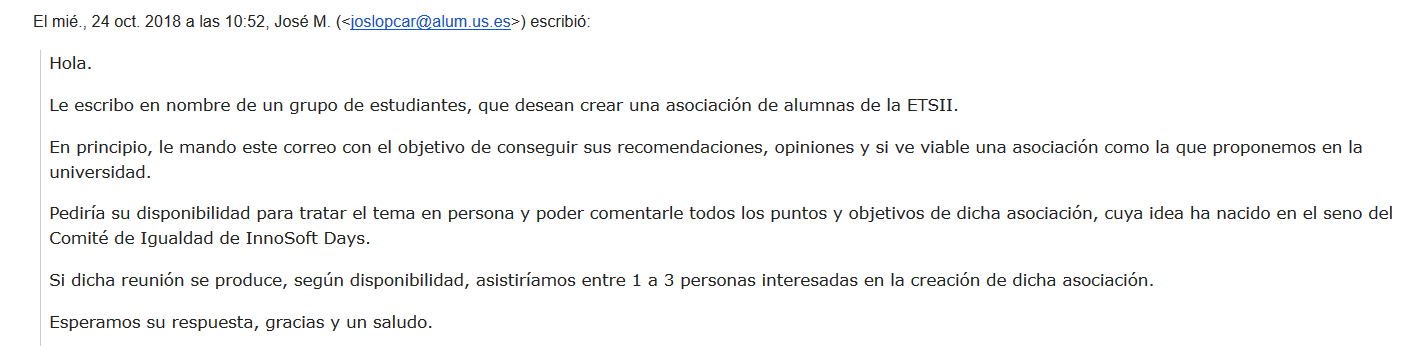 El mié., 24 oct. 2018 a las 10:52, José M. (<joslopcar@alum.us.es>) escribió:
Hola.
Le escribo en nombre de un grupo de estudiantes, que desean crear una asociación de alumnas de la ETSII.
En principio, le mando este correo con el objetivo de conseguir sus recomendaciones, opiniones y si ve viable una asociación como la que proponemos en la
universidad.
Pediría su disponibilidad para tratar el tema en persona y poder comentarle todos los puntos y objetivos de dicha asociación, cuya idea ha nacido en el seno del
Comité de Igualdad de InnoSoft Days.
Si dicha reunión se produce, según disponibilidad, asistiríamos entre 1 a 3 personas interesadas en la creación de dicha asociación.
Esperamos su respuesta, gracias y un saludo.